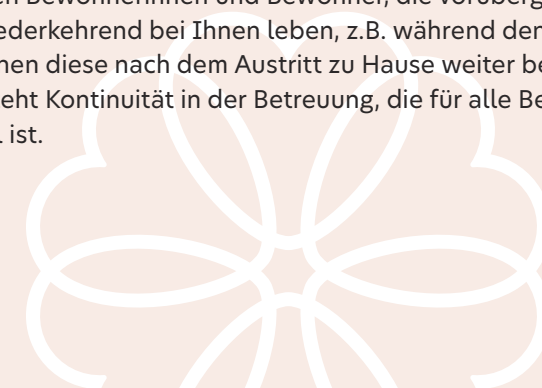 en Bewohnerinnen und Bewohner, die vorüberg
ederkehrend bei Ihnen leben, z.B. während den
nen diese nach dem Austritt zu Hause weiter be
eht Kontinuität in der Betreuung, die für alle Be
ist.